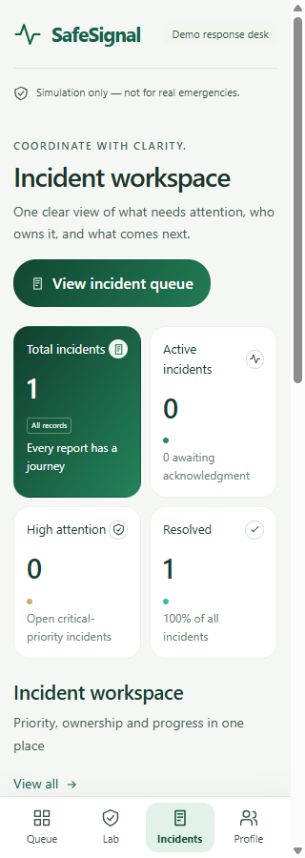 SafeSignal
Demo response desk
Simulation only — not for real emergencies.
COORDINATE WITH CLARITY.
Incident workspace
One clear view of what needs attention, who
owns it, and what comes next.
View incident queue
Total incidents
1
All records
Every report has a
journey
Active
incidents
0
0 awaiting
acknowledgment
High attention
0
Open critical-
priority incidents
Resolved
1
100% of all
incidents
Incident workspace
Priority, ownership and progress in one
place
View all →
Queue
Lab
Incidents
Profile